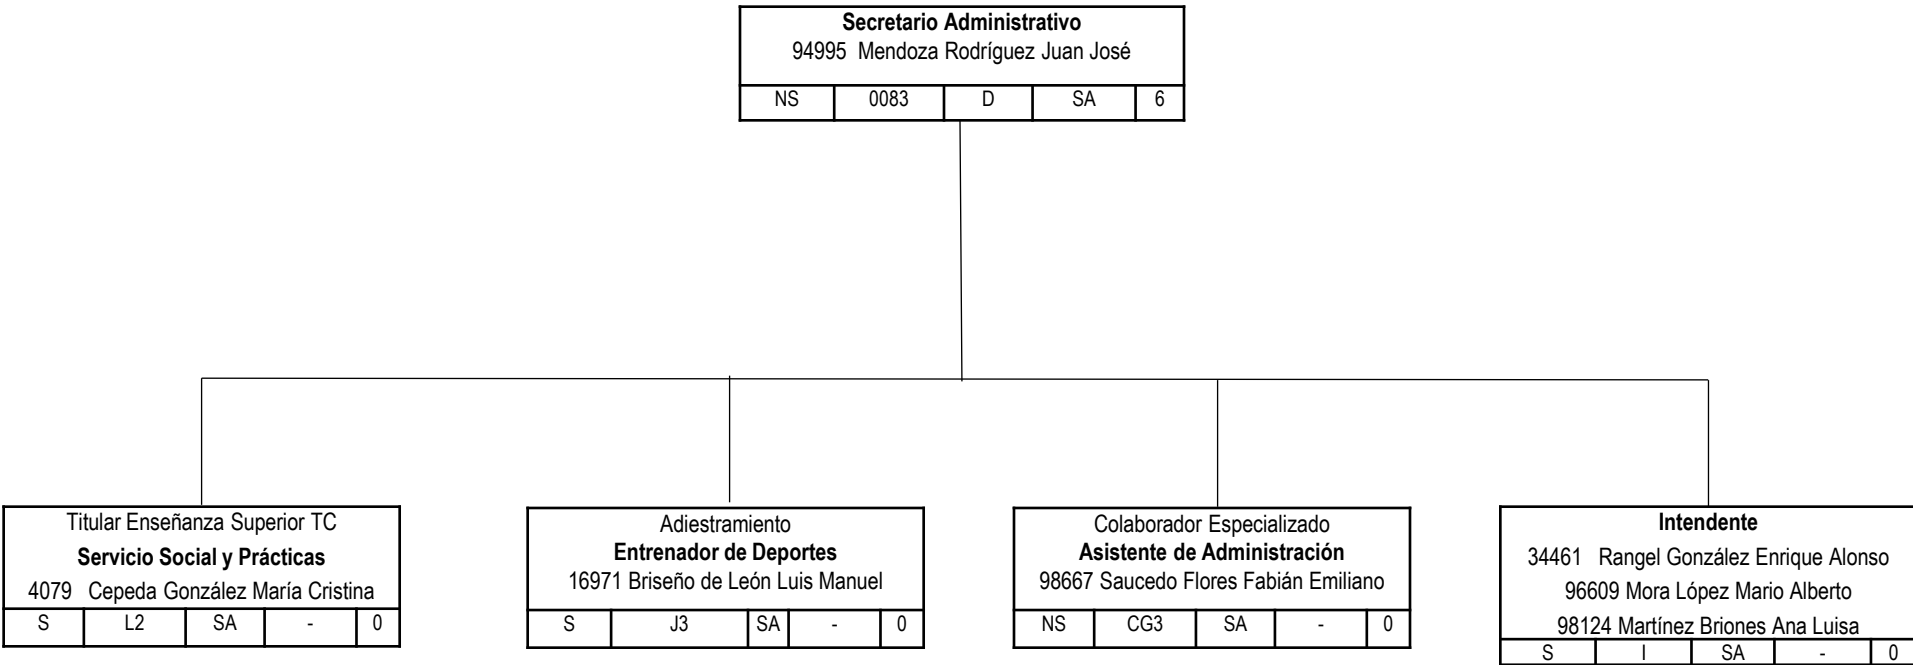 Secretario Administrativo
94995 Mendoza Rodríguez Juan José
NS 0083 D SA 6
Titular Enseñanza Superior TC
Servicio Social y Prácticas
4079 Cepeda González María Cristina
S L2 SA - 0
Adiestramiento
Entrenador de Deportes
16971 Briseño de León Luis Manuel
S J3 SA - 0
Colaborador Especializado
Asistente de Administración
98667 Saucedo Flores Fabián Emiliano
NS CG3 SA - 0
Intendente
34461 Rangel González Enrique Alonso
96609 Mora López Mario Alberto
98124 Martínez Briones Ana Luisa
S I SA - 0